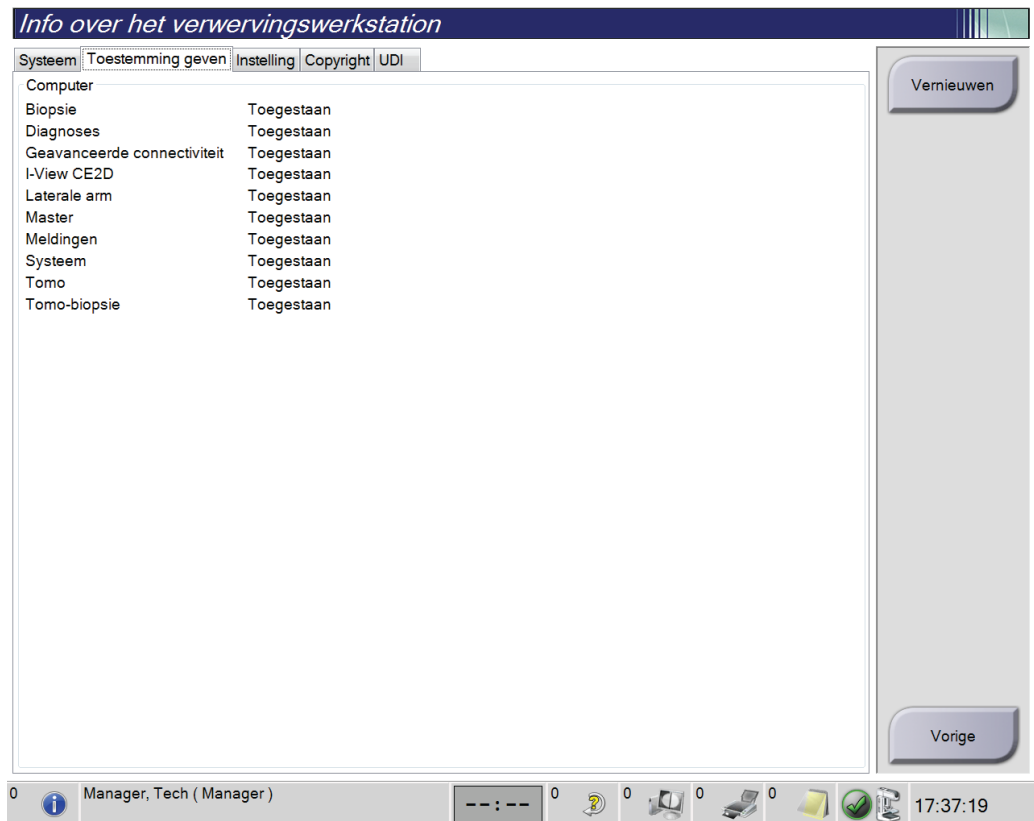 Info over het verwervingswerkstation
Systeem Toestemming geven Instelling Copyright UDI
Computer
Biopsie Toegestaan
Diagnoses Toegestaan
Geavanceerde connectiviteit Toegestaan
I-View CE2D Toegestaan
Laterale arm Toegestaan
Master Toegestaan
Meldingen Toegestaan
Systeem Toegestaan
Tomo Toegestaan
Tomo-biopsie Toegestaan
Vernieuwen
Vorige
0 Manager, Tech ( Manager ) --:-- 0 0 0 0 17:37:19